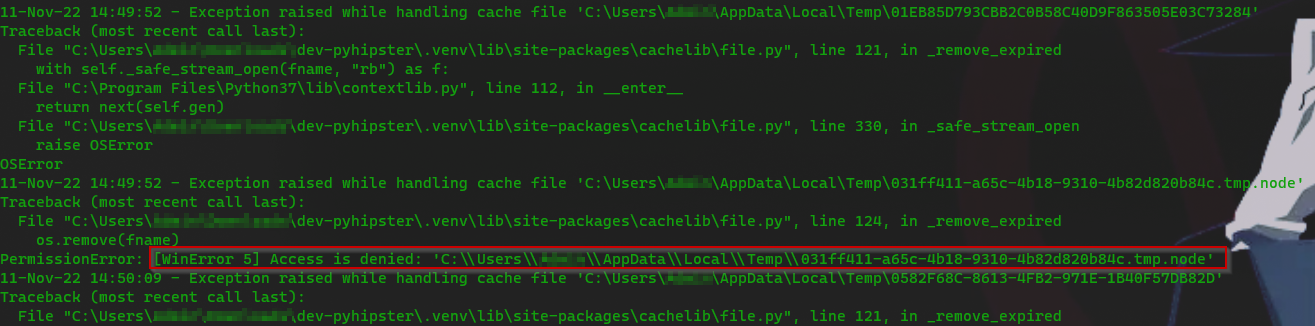 11-Nov-22 14:49:52 - Exception raised while handling cache file 'C:\Users\ \AppData\Local\Temp\01EB85D793CBB2C0B58C40D9F863505E03C73284'
Traceback (most recent call last):
File "C:\Users\ \dev-pyhipster\.venv\lib\site-packages\cachelib\file.py", line 121, in _remove_expired
with self._safe_stream_open(fname, "rb") as f:
File "C:\Program Files\Python37\lib\contextlib.py", line 112, in __enter__
return next(self.gen)
File "C:\Users\ \dev-pyhipster\.venv\lib\site-packages\cachelib\file.py", line 330, in _safe_stream_open
raise OSError
OSError
11-Nov-22 14:49:52 - Exception raised while handling cache file 'C:\Users\ \AppData\Local\Temp\031ff411-a65c-4b18-9310-4b82d820b84c.tmp.node'
Traceback (most recent call last):
File "C:\Users\ \dev-pyhipster\.venv\lib\site-packages\cachelib\file.py", line 124, in _remove_expired
os.remove(fname)
PermissionError: [WinError 5] Access is denied: 'C:\\Users\\ \\AppData\\Local\\Temp\\031ff411-a65c-4b18-9310-4b82d820b84c.tmp.node'
11-Nov-22 14:50:09 - Exception raised while handling cache file 'C:\Users\ \AppData\Local\Temp\0582F68C-8613-4FB2-971E-1B40F57DB82D'
Traceback (most recent call last):
File "C:\Users\ \dev-pyhipster\.venv\lib\site-packages\cachelib\file.py", line 121, in _remove_expired